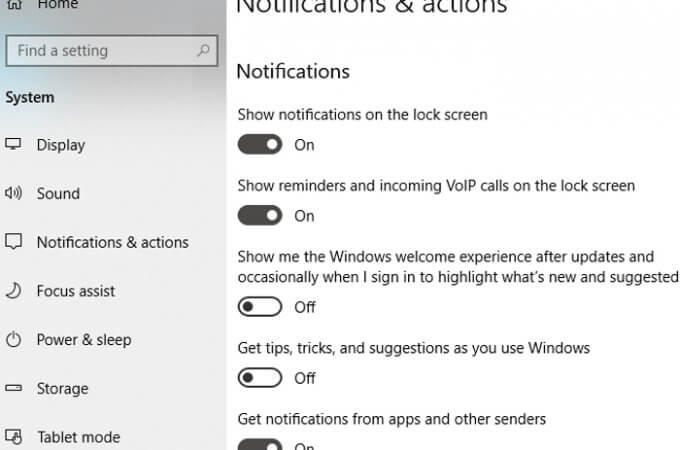 Home
Find a setting
System
Display
Sound
Notifications & actions
Focus assist
Power & sleep
Storage
Tablet mode
Notifications & actions
Notifications
Show notifications on the lock screen
On
Show reminders and incoming VoIP calls on the lock screen
On
Show me the Windows welcome experience after updates and
occasionally when I sign in to highlight what's new and suggested
Off
Get tips, tricks, and suggestions as you use Windows
Off
Get notifications from apps and other senders
On